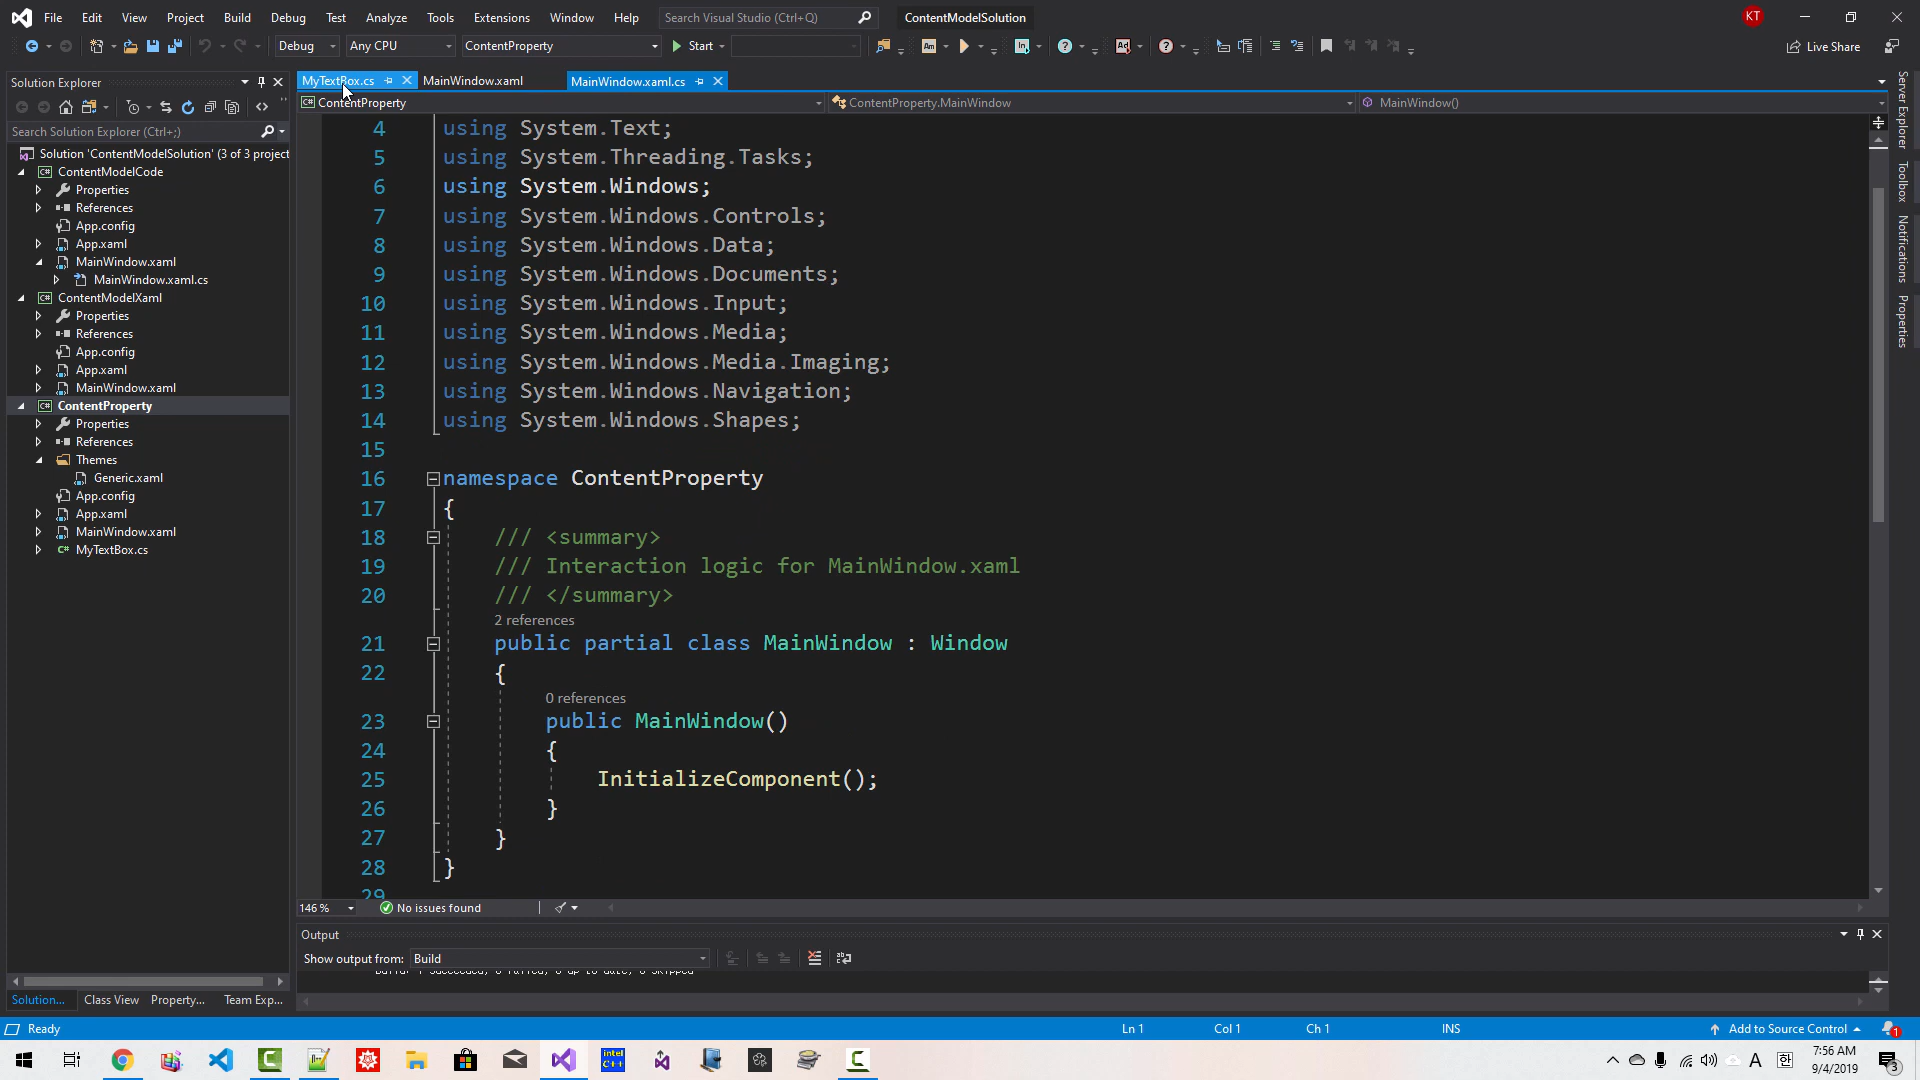 File Edit View Project Build Debug Test Analyze Tools Extensions Window Help Search Visual Studio (Ctrl+Q) ContentModelSolution KT
Debug Any CPU ContentProperty Start Live Share
Solution Explorer
Search Solution Explorer (Ctrl+;)
Solution 'ContentModelSolution' (3 of 3 project
ContentModelCode
Properties
References
App.config
App.xaml
MainWindow.xaml
MainWindow.xaml.cs
ContentModelXaml
Properties
References
App.config
App.xaml
MainWindow.xaml
ContentProperty
Properties
References
Themes
Generic.xaml
App.config
App.xaml
MainWindow.xaml
MyTextBox.cs
Solution... Class View Property... Team Exp...
MyTextBox.cs MainWindow.xaml MainWindow.xaml.cs
ContentProperty ContentProperty.MainWindow MainWindow()
4 using System.Text;
5 using System.Threading.Tasks;
6 using System.Windows;
7 using System.Windows.Controls;
8 using System.Windows.Data;
9 using System.Windows.Documents;
10 using System.Windows.Input;
11 using System.Windows.Media;
12 using System.Windows.Media.Imaging;
13 using System.Windows.Navigation;
14 using System.Windows.Shapes;
15
16 namespace ContentProperty
17 {
18 /// <summary>
19 /// Interaction logic for MainWindow.xaml
20 /// </summary>
2 references
21 public partial class MainWindow : Window
22 {
0 references
23 public MainWindow()
24 {
25 InitializeComponent();
26 }
27 }
28 }
29
146 % No issues found
Output
Show output from: Build
Server Explorer
Toolbox
Notifications
Properties
Ready Ln 1 Col 1 Ch 1 INS Add to Source Control 1
intel C++
A 한 7:56 AM
9/4/2019 3